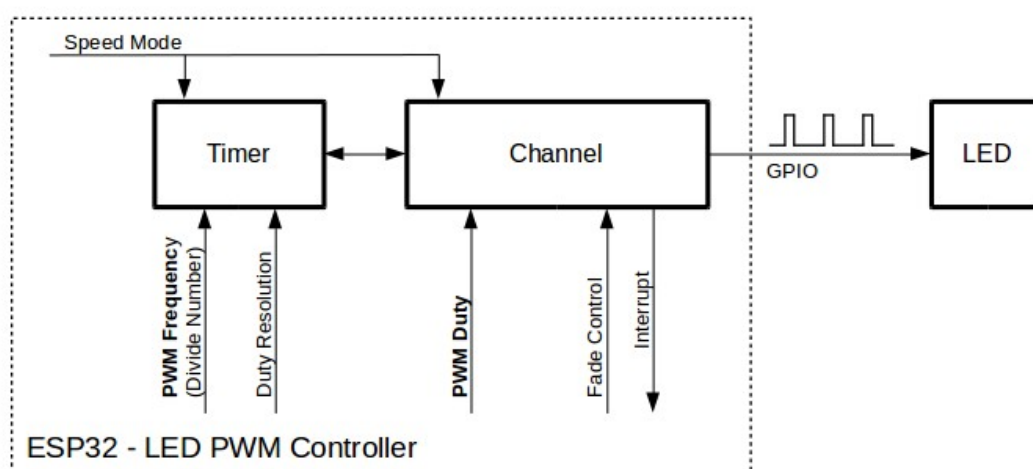 Speed Mode
Timer
Channel
LED
GPIO
PWM Frequency
(Divide Number)
Duty Resolution
PWM Duty
Fade Control
Interrupt
ESP32 - LED PWM Controller